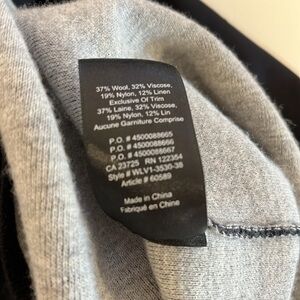 37% Wool, 32% Viscose,
19% Nylon, 12% Linen
Exclusive Of Trim
37% Laine, 32% Viscose,
19% Nylon, 12% Lin
Aucune Garniture Comprise
P.O. # 4500088665
P.O. # 4500088666
P.O. # 4500088667
CA 23725 RN 122354
Style # WLV1-3530-38
Article # 60589
Made in China
Fabriqué en Chine